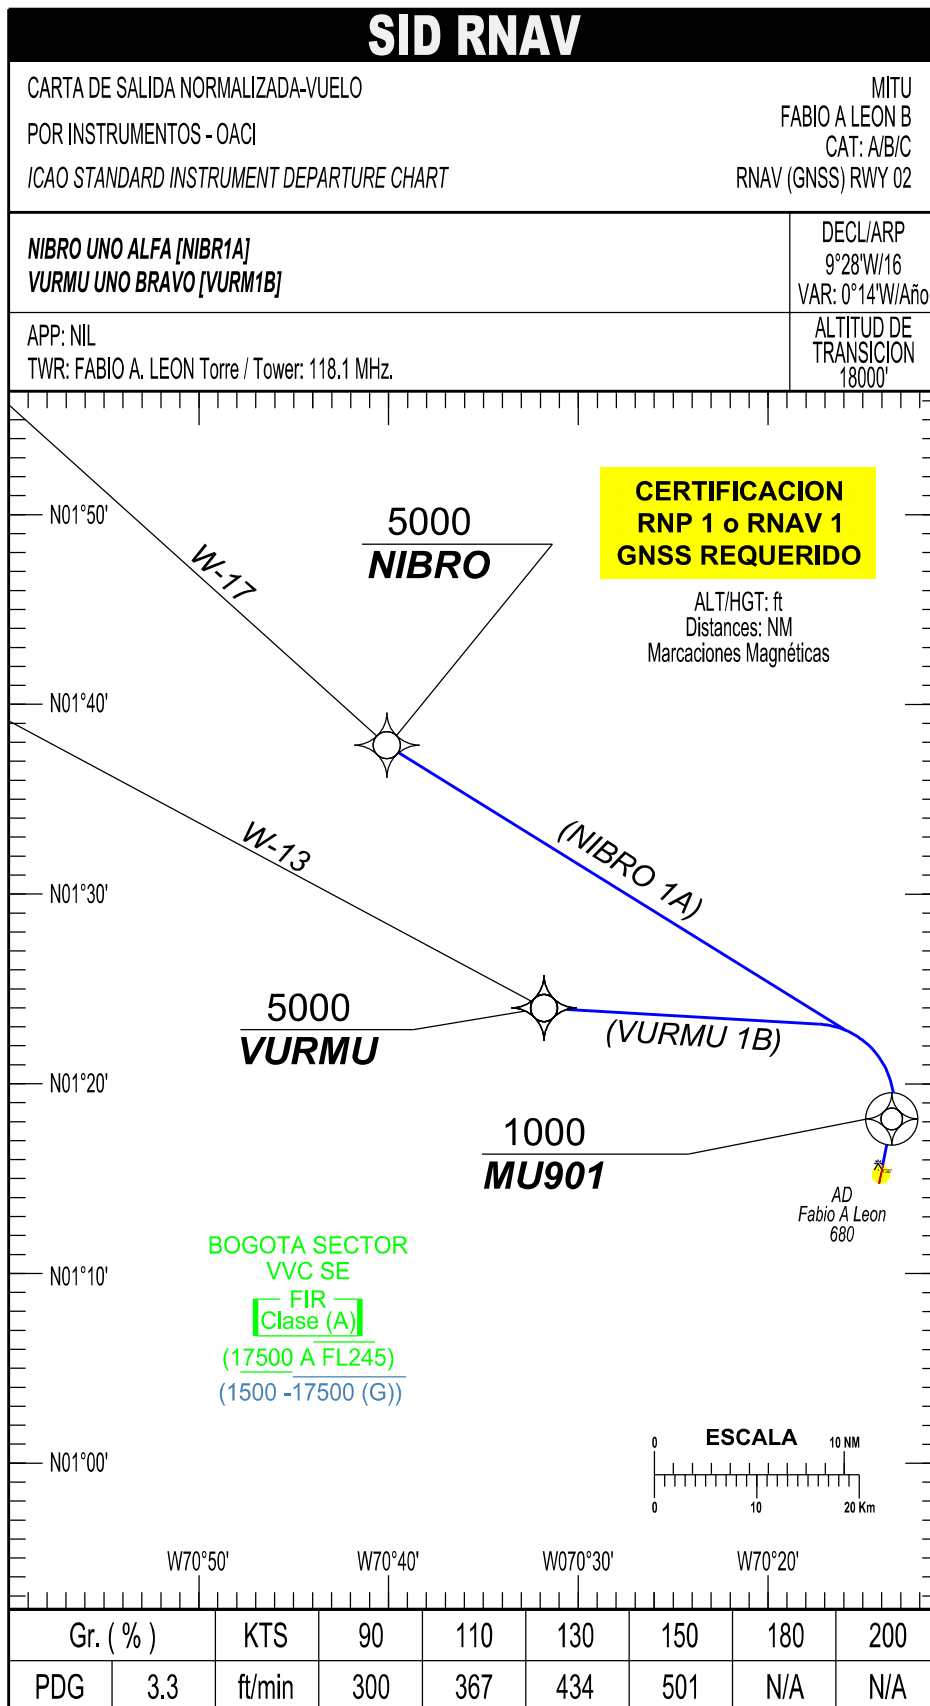 SID RNAV
CARTA DE SALIDA NORMALIZADA-VUELO
POR INSTRUMENTOS - OACI
ICAO STANDARD INSTRUMENT DEPARTURE CHART
MITU
FABIO A LEON B
CAT: A/B/C
RNAV (GNSS) RWY 02
NIBRO UNO ALFA [NIBR1A]
VURMU UNO BRAVO [VURM1B]
DECL/ARP
9°28'W/16
VAR: 0°14'W/Año
APP: NIL
TWR: FABIO A. LEON Torre / Tower: 118.1 MHz.
ALTITUD DE
TRANSICION
18000'
CERTIFICACION
RNP 1 o RNAV 1
GNSS REQUERIDO
ALT/HGT: ft
Distances: NM
Marcaciones Magnéticas
N01°50'
5000
NIBRO
W-17
N01°40'
W-13
(NIBRO 1A)
N01°30'
5000
VURMU
(VURMU 1B)
N01°20'
1000
MU901
AD
Fabio A Leon
680
BOGOTA SECTOR
VVC SE
FIR
Clase (A)
(17500 A FL245)
(1500 -17500 (G))
N01°10'
N01°00'
ESCALA
0 10 NM
0 10 20 Km
W70°50' W70°40' W070°30' W70°20'
Gr. ( % ) KTS 90 110 130 150 180 200
PDG 3.3 ft/min 300 367 434 501 N/A N/A